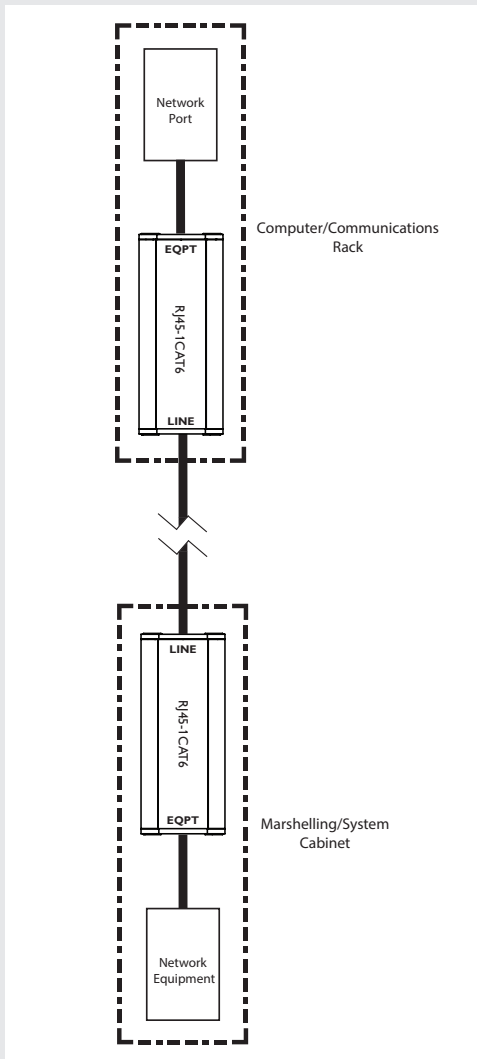 Network
Port
Computer/Communications
Rack
EQPT
RJ45-1CAT6
LINE
LINE
RJ45-1CAT6
EQPT
Marshelling/System
Cabinet
Network
Equipment